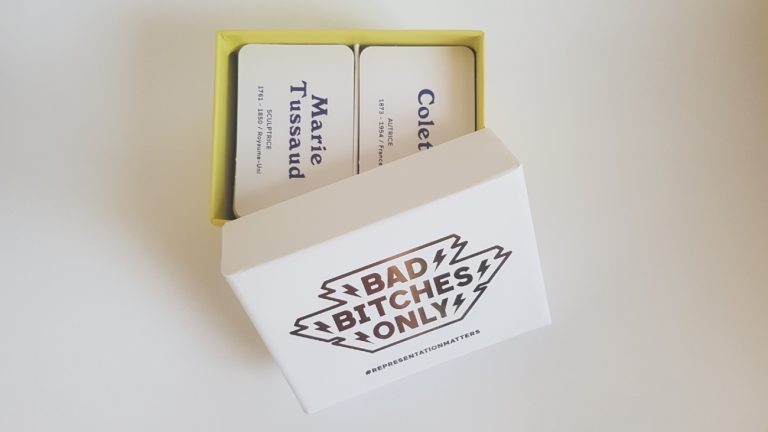 Marie
Tussaud
SCULPTRICE
1761 - 1850 / Royaume-Uni
Colet
AUTRICE
1873 - 1954 / France
BAD
BITCHES
ONLY
#REPRESENTATIONMATTERS